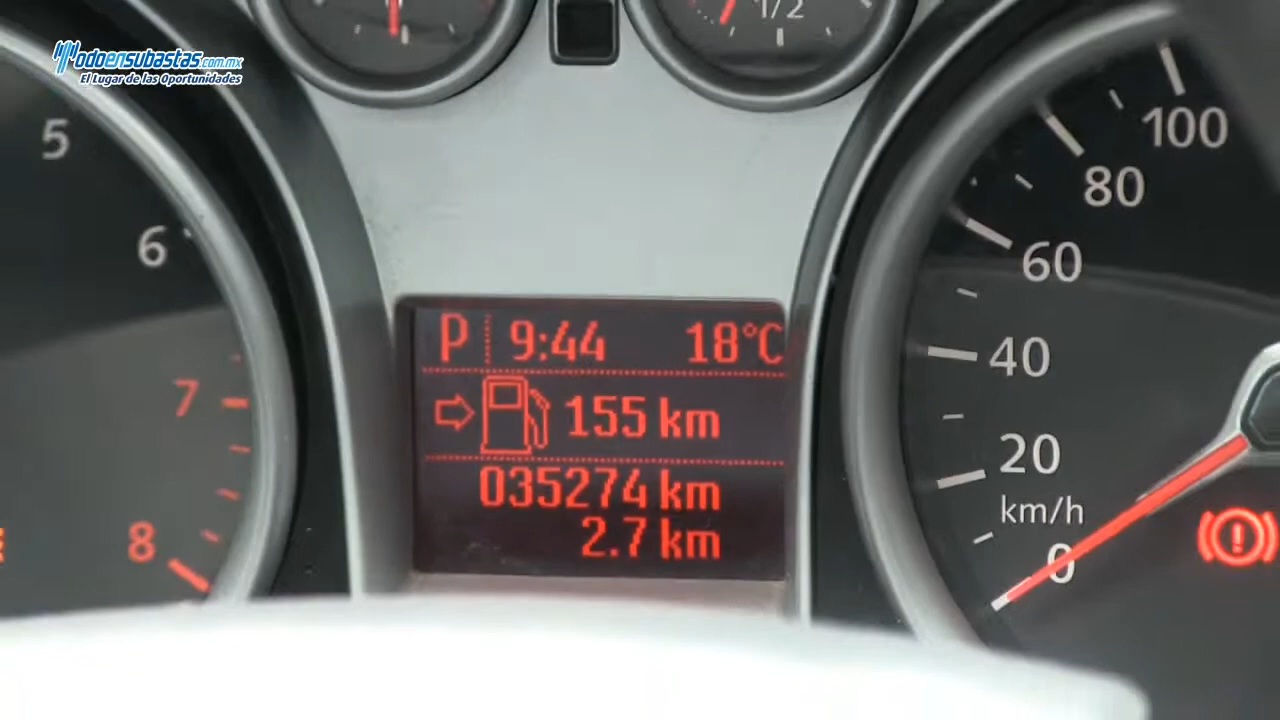 Todoensubastas.com.mx
El Lugar de las Oportunidades
1/2
5
6
7
8
P 9:44 18°C
155 km
035274 km
2.7 km
100
80
60
40
20
km/h
0